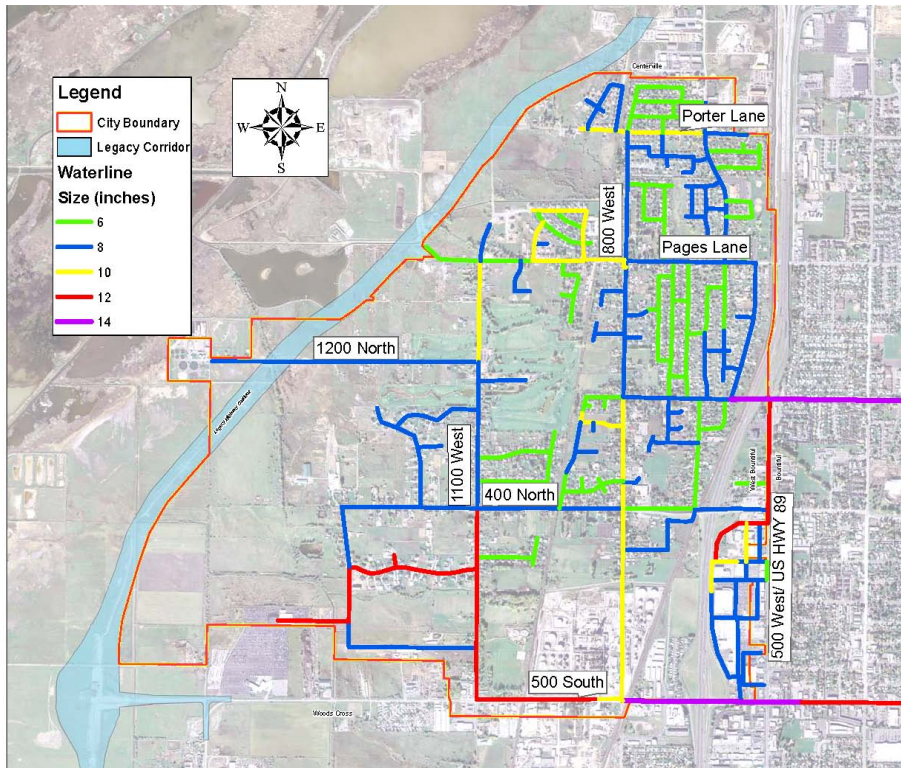 Legend
City Boundary
Legacy Corridor
Waterline
Size (inches)
6
8
10
12
14
N
W E
S
Centerville
Porter Lane
800 West
Pages Lane
1200 North
1100 West
400 North
West Bountiful
Bountiful
500 West/ US HWY 89
500 South
Woods Cross